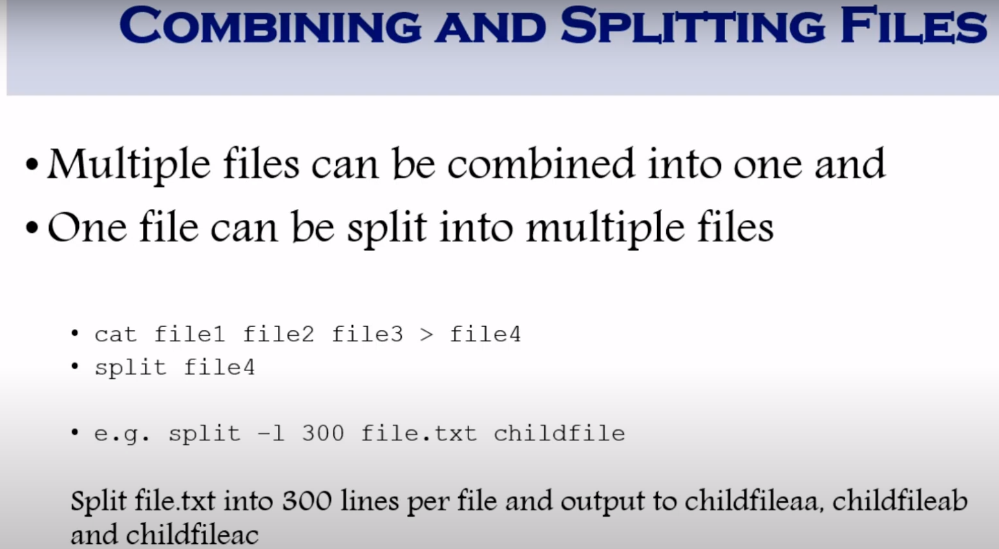 COMBINING AND SPLITTING FILES
• Multiple files can be combined into one and
• One file can be split into multiple files
• cat file1 file2 file3 > file4
• split file4
• e.g. split –l 300 file.txt childfile
Split file.txt into 300 lines per file and output to childfileaa, childfileab
and childfileac